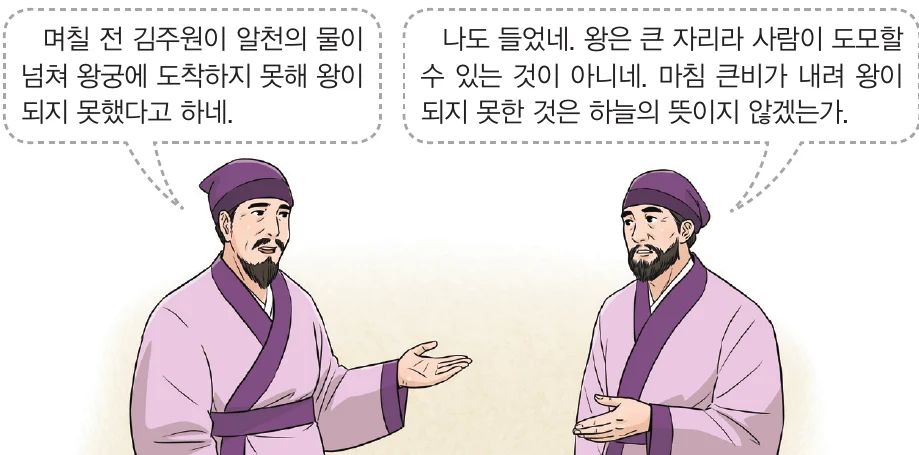 며칠 전 김주원이 알천의 물이
넘쳐 왕궁에 도착하지 못해 왕이
되지 못했다고 하네.
나도 들었네. 왕은 큰 자리라 사람이 도모할
수 있는 것이 아니네. 마침 큰비가 내려 왕이
되지 못한 것은 하늘의 뜻이지 않겠는가.